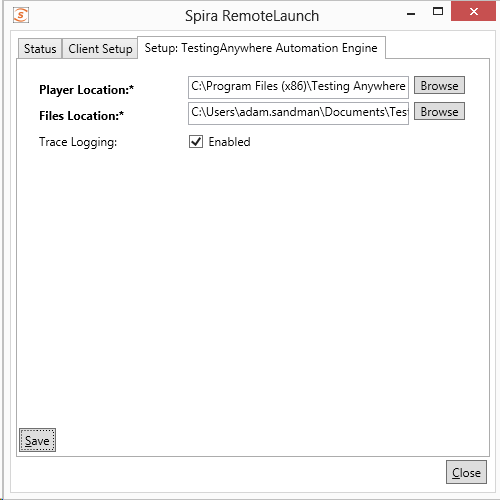 Spira RemoteLaunch
Status Client Setup Setup: TestingAnywhere Automation Engine
Player Location:* C:\Program Files (x86)\Testing Anywhere Browse
Files Location:* C:\Users\adam.sandman\Documents\Test Browse
Trace Logging: Enabled
Save
Close